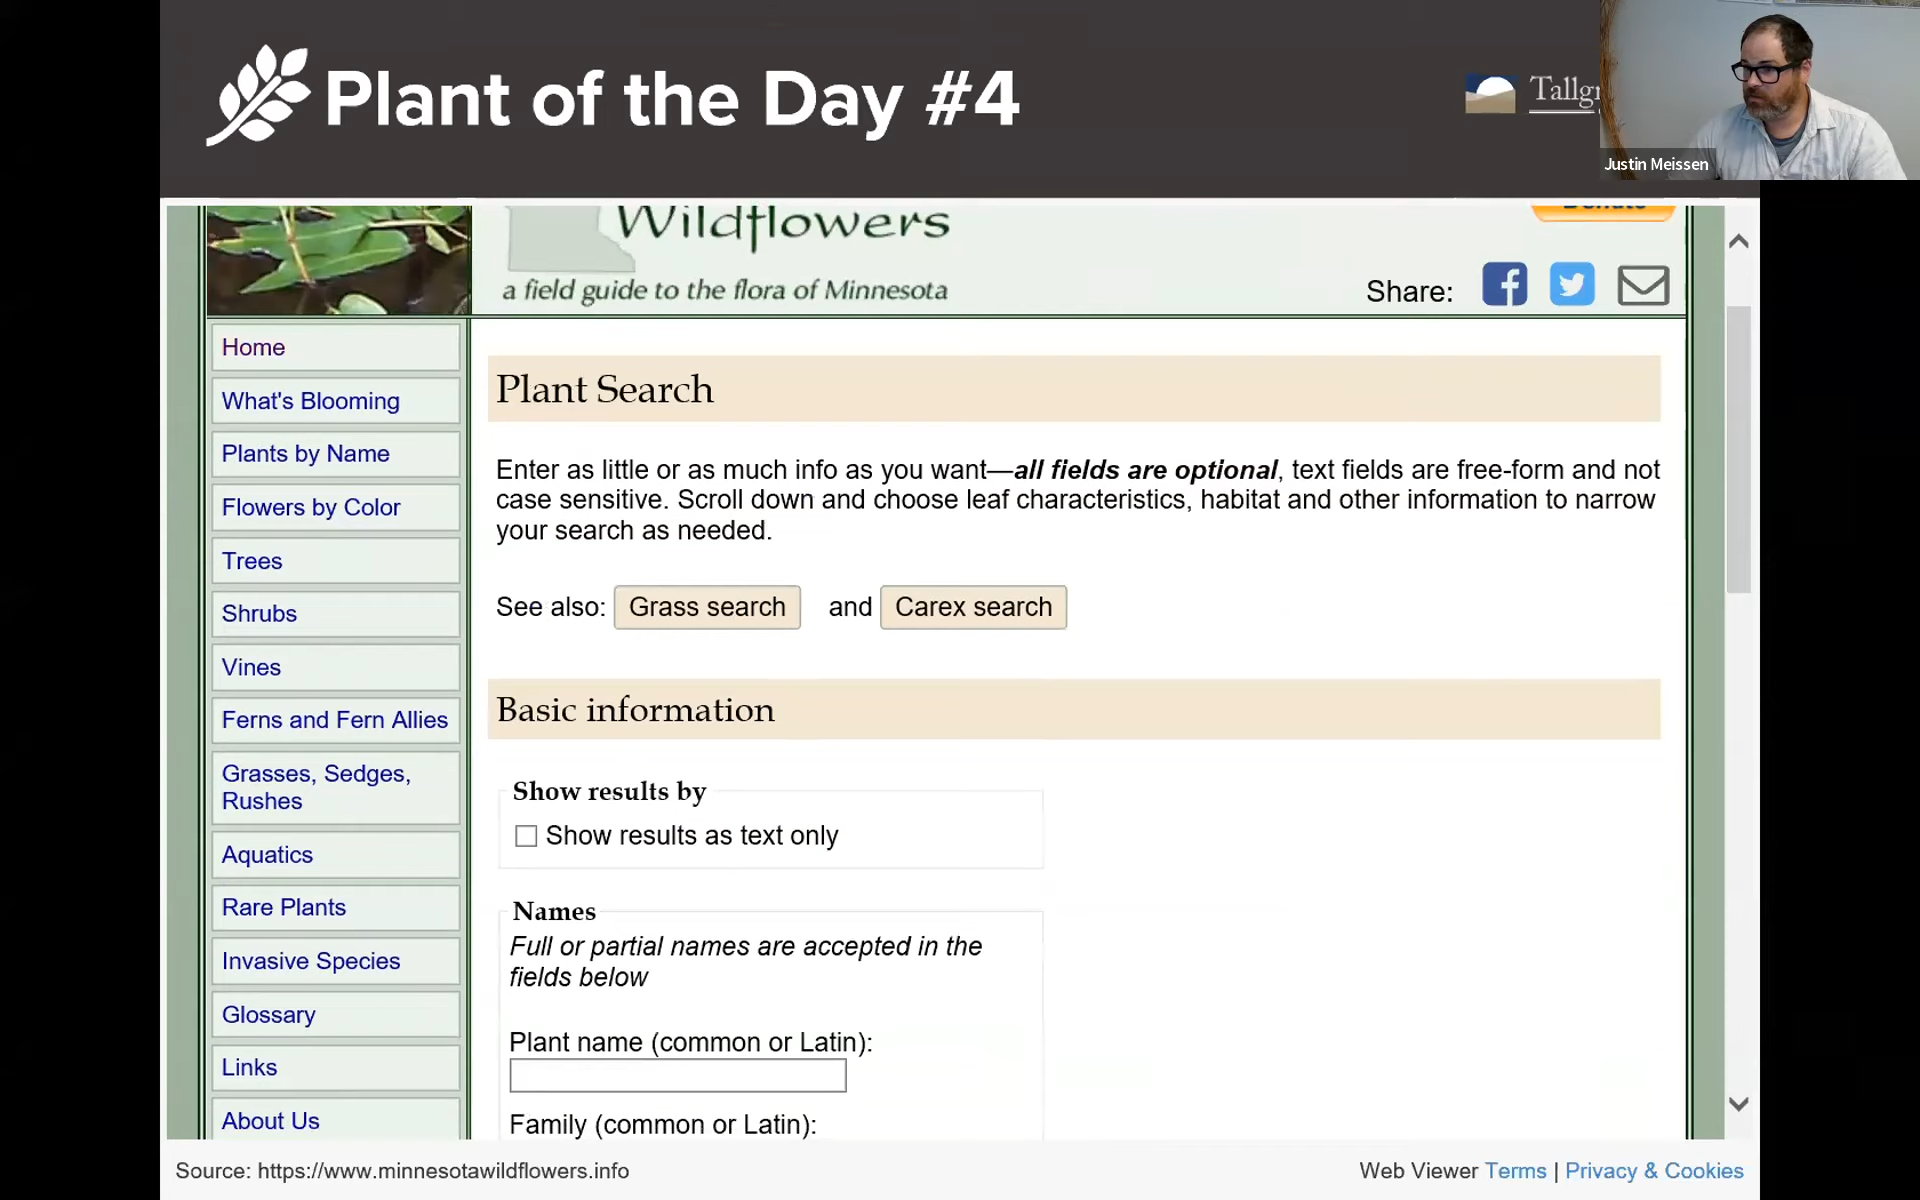 Plant of the Day #4
Tallgr
Justin Meissen
Wildflowers
Donate
a field guide to the flora of Minnesota
Share:
Home
What's Blooming
Plants by Name
Flowers by Color
Trees
Shrubs
Vines
Ferns and Fern Allies
Grasses, Sedges,
Rushes
Aquatics
Rare Plants
Invasive Species
Glossary
Links
About Us
Plant Search
Enter as little or as much info as you want—all fields are optional, text fields are free-form and not
case sensitive. Scroll down and choose leaf characteristics, habitat and other information to narrow
your search as needed.
See also: Grass search and Carex search
Basic information
Show results by
Show results as text only
Names
Full or partial names are accepted in the
fields below
Plant name (common or Latin):
Family (common or Latin):
Source: https://www.minnesotawildflowers.info
Web Viewer Terms | Privacy & Cookies